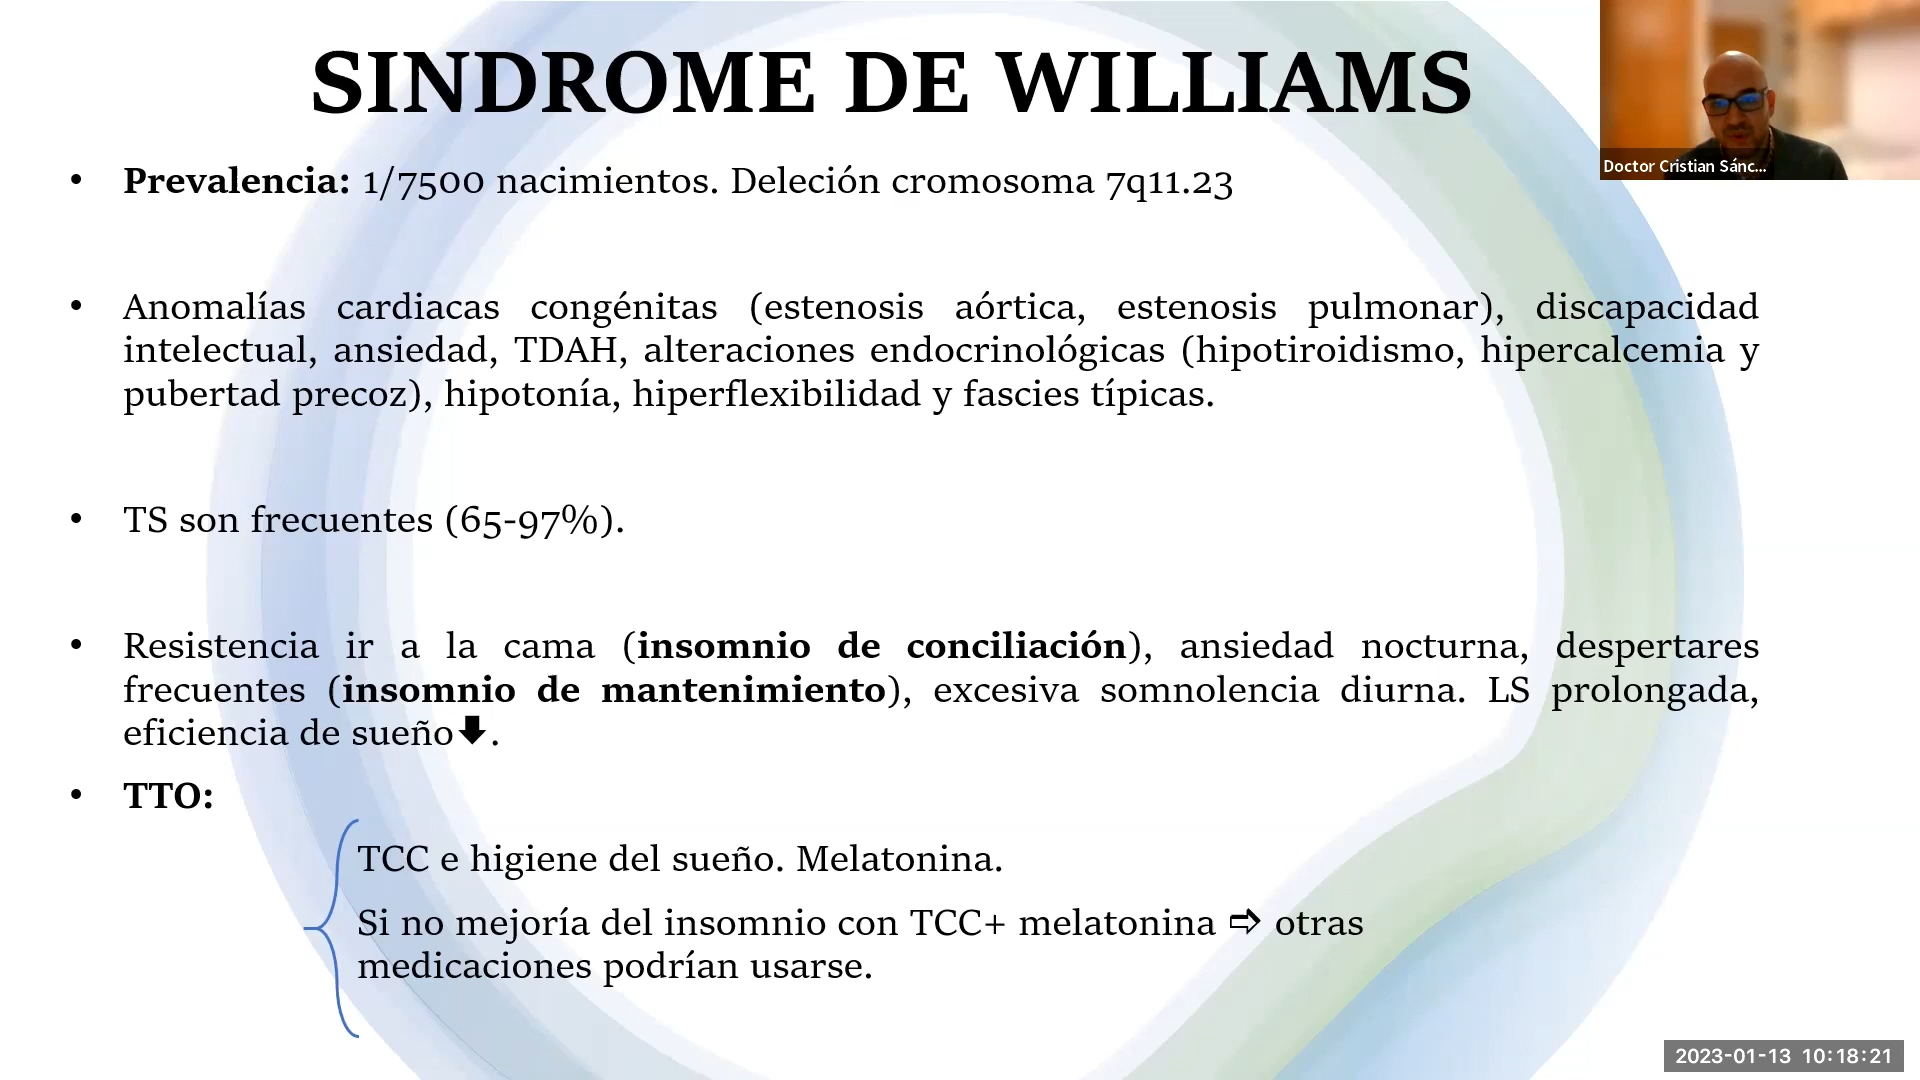 SINDROME DE WILLIAMS
Doctor Cristian Sánc...
• Prevalencia: 1/7500 nacimientos. Deleción cromosoma 7q11.23
• Anomalías cardiacas congénitas (estenosis aórtica, estenosis pulmonar), discapacidad
intelectual, ansiedad, TDAH, alteraciones endocrinológicas (hipotiroidismo, hipercalcemia y
pubertad precoz), hipotonía, hiperflexibilidad y fascies típicas.
• TS son frecuentes (65-97%).
• Resistencia ir a la cama (insomnio de conciliación), ansiedad nocturna, despertares
frecuentes (insomnio de mantenimiento), excesiva somnolencia diurna. LS prolongada,
eficiencia de sueño🡇.
• TTO:
TCC e higiene del sueño. Melatonina.
Si no mejoría del insomnio con TCC+ melatonina ⇨ otras
medicaciones podrían usarse.
2023-01-13 10:18:21